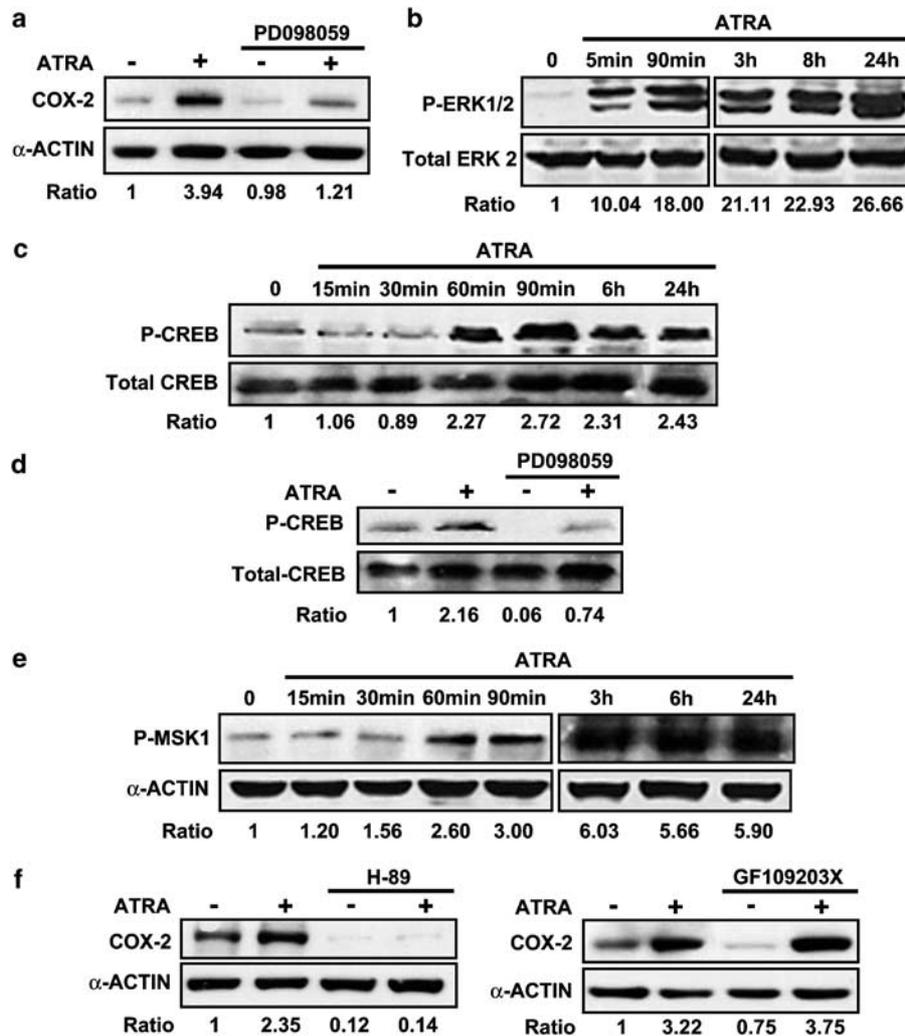 a
PD098059
ATRA - + - +
COX-2
α-ACTIN
Ratio 1 3.94 0.98 1.21
b
ATRA
0 5min 90min 3h 8h 24h
P-ERK1/2
Total ERK 2
Ratio 1 10.04 18.00 21.11 22.93 26.66
c
ATRA
0 15min 30min 60min 90min 6h 24h
P-CREB
Total CREB
Ratio 1 1.06 0.89 2.27 2.72 2.31 2.43
d
PD098059
ATRA - + - +
P-CREB
Total-CREB
Ratio 1 2.16 0.06 0.74
e
ATRA
0 15min 30min 60min 90min 3h 6h 24h
P-MSK1
α-ACTIN
Ratio 1 1.20 1.56 2.60 3.00 6.03 5.66 5.90
f
H-89
ATRA - + - +
COX-2
α-ACTIN
Ratio 1 2.35 0.12 0.14
GF109203X
ATRA - + - +
COX-2
α-ACTIN
Ratio 1 3.22 0.75 3.75